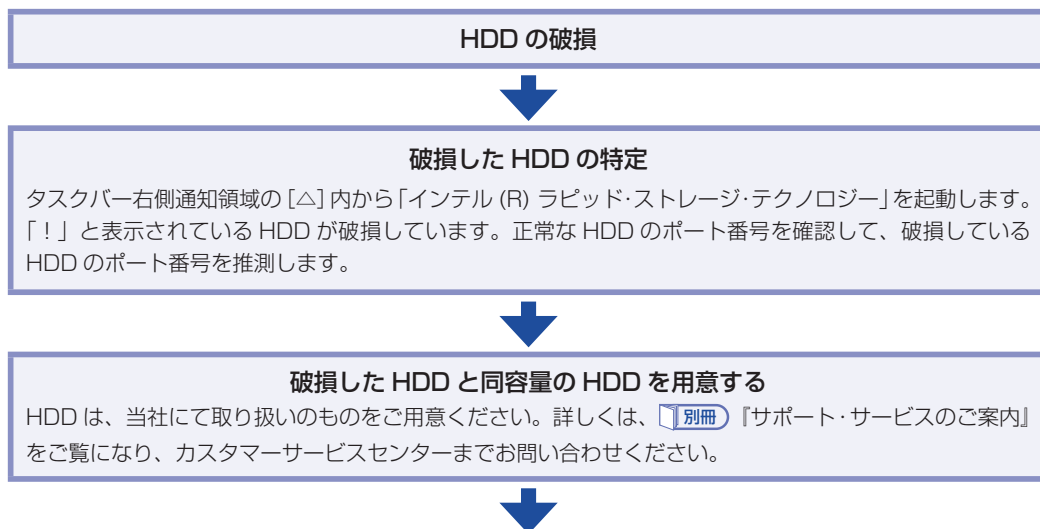 HDD の破損
破損した HDD の特定
タスクバー右側通知領域の [△] 内から「インテル (R) ラピッド・ストレージ・テクノロジー」を起動します。
「！」と表示されている HDD が破損しています。正常な HDD のポート番号を確認して、破損している
HDD のポート番号を推測します。
破損した HDD と同容量の HDD を用意する
HDD は、当社にて取り扱いのものをご用意ください。詳しくは、別冊『サポート・サービスのご案内』
をご覧になり、カスタマーサービスセンターまでお問い合わせください。